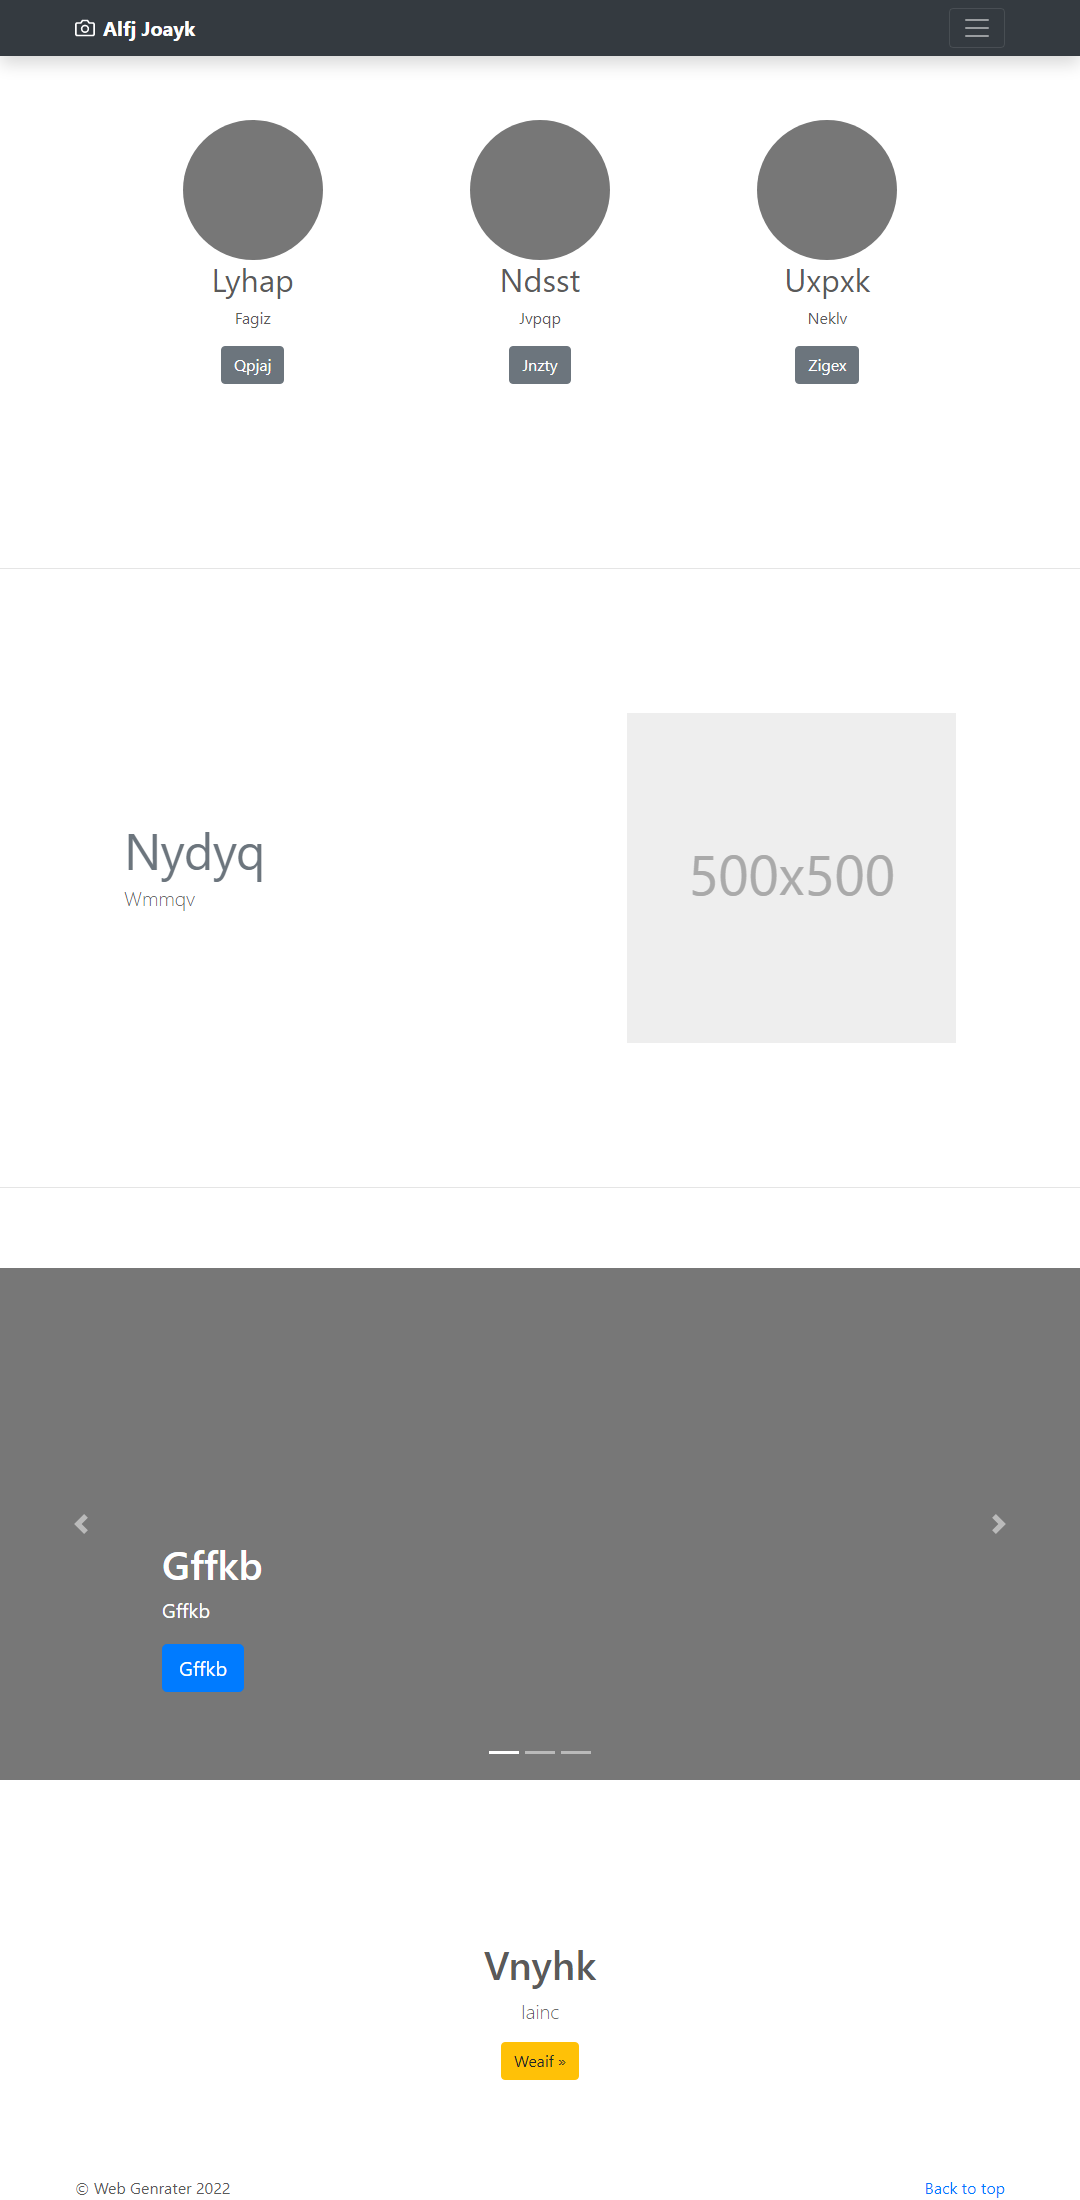 Alfj Joayk
Lyhap
Fagiz
Qpjaj
Ndsst
Jvpqp
Jnzty
Uxpxk
Neklv
Zigex
Nydyq
Wmmqv
500x500
Gffkb
Gffkb
Gffkb
Vnyhk
Iainc
Weaif »
© Web Genrater 2022
Back to top